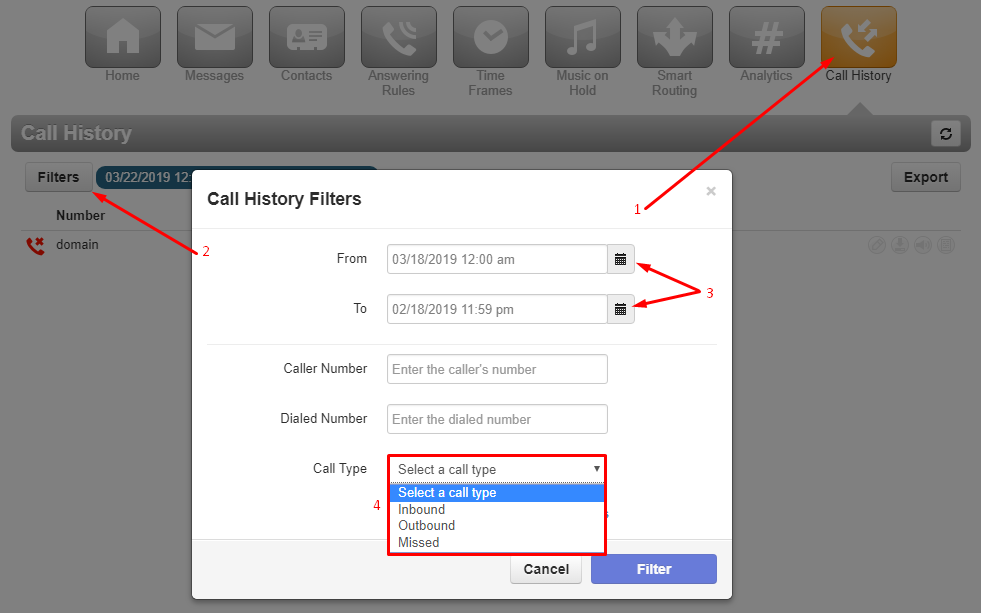 Home
Messages
Contacts
Answering
Rules
Time
Frames
Music on
Hold
Smart
Routing
Analytics
Call History
Call History
Filters
03/22/2019 12:
Export
Number
domain
Call History Filters
×
1
2
From
03/18/2019 12:00 am
To
02/18/2019 11:59 pm
3
Caller Number
Enter the caller's number
Dialed Number
Enter the dialed number
Call Type
Select a call type
4
Select a call type
Inbound
Outbound
Missed
Cancel
Filter